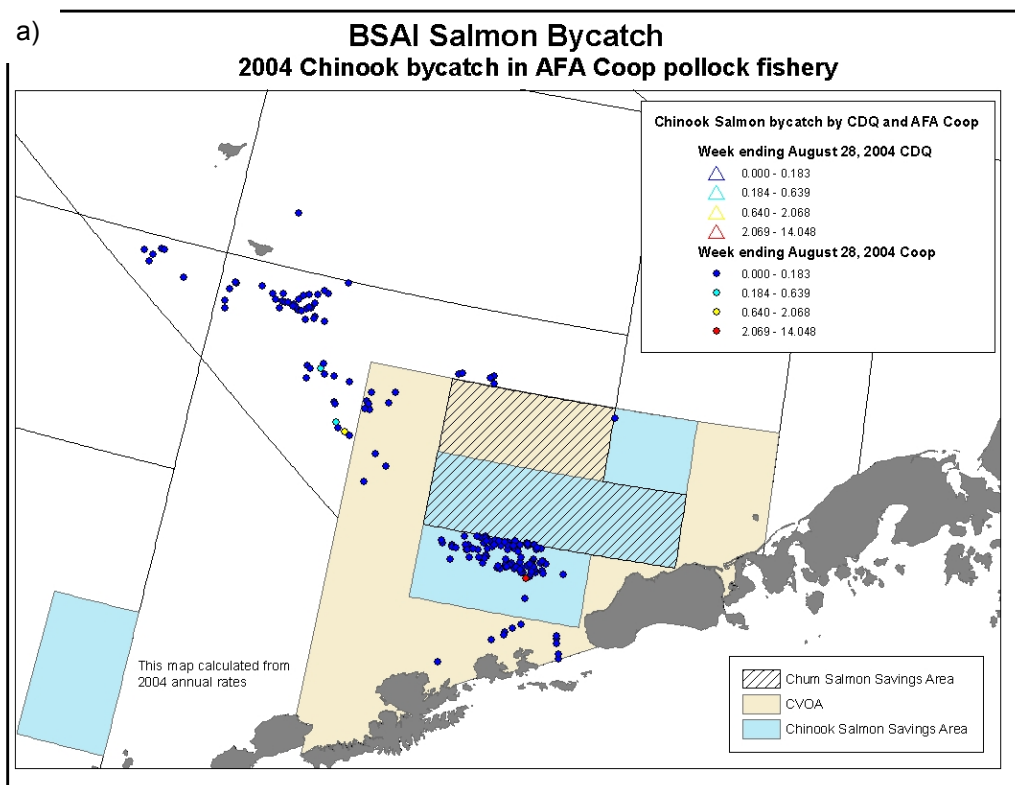 a)
BSAI Salmon Bycatch
2004 Chinook bycatch in AFA Coop pollock fishery
Chinook Salmon bycatch by CDQ and AFA Coop
Week ending August 28, 2004 CDQ
0.000 - 0.183
0.184 - 0.639
0.640 - 2.068
2.069 - 14.048
Week ending August 28, 2004 Coop
0.000 - 0.183
0.184 - 0.639
0.640 - 2.068
2.069 - 14.048
This map calculated from
2004 annual rates
Chum Salmon Savings Area
CVOA
Chinook Salmon Savings Area